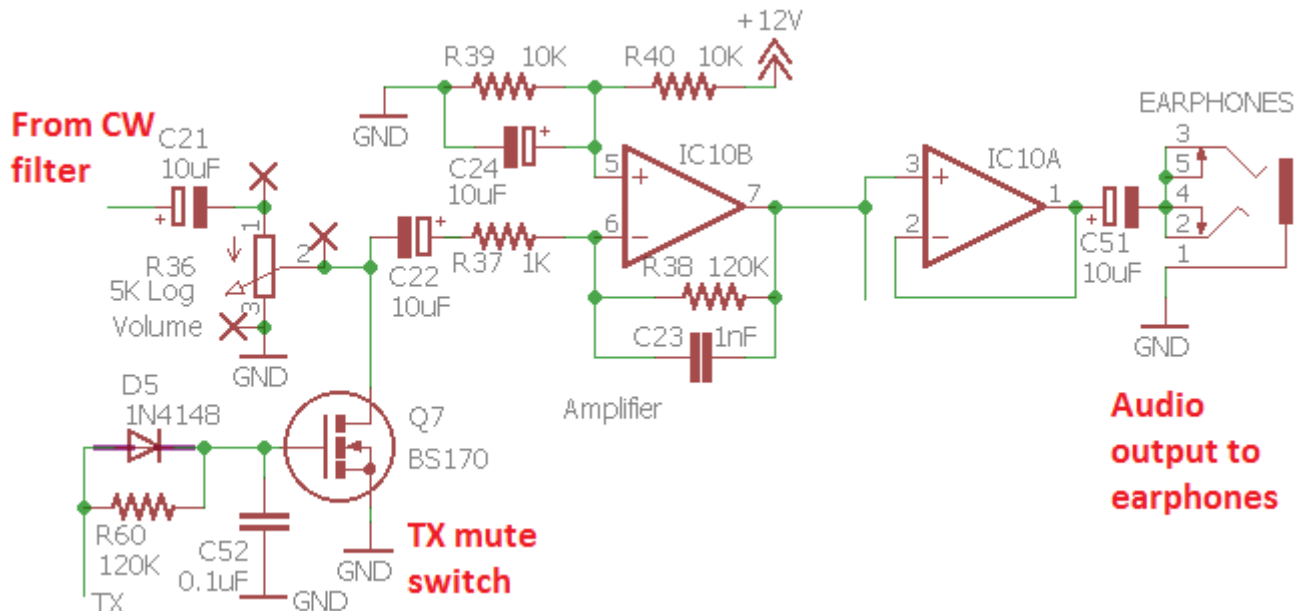 +12V
R39 10K
R40 10K
GND
From CW
filter
C21
10uF
+
EARPHONES
3
5
4
2
1
C24
10uF
+
5
+
6
−
7
IC10B
3
+
2
−
1
IC10A
+
C51
10uF
1
2
3
R36
5K Log
Volume
GND
C22
10uF
+
R37 1K
R38 120K
C23 1nF
GND
D5
1N4148
Q7
BS170
Amplifier
Audio
output to
earphones
R60
120K
C52
0.1uF
TX mute
switch
GND
GND
TX